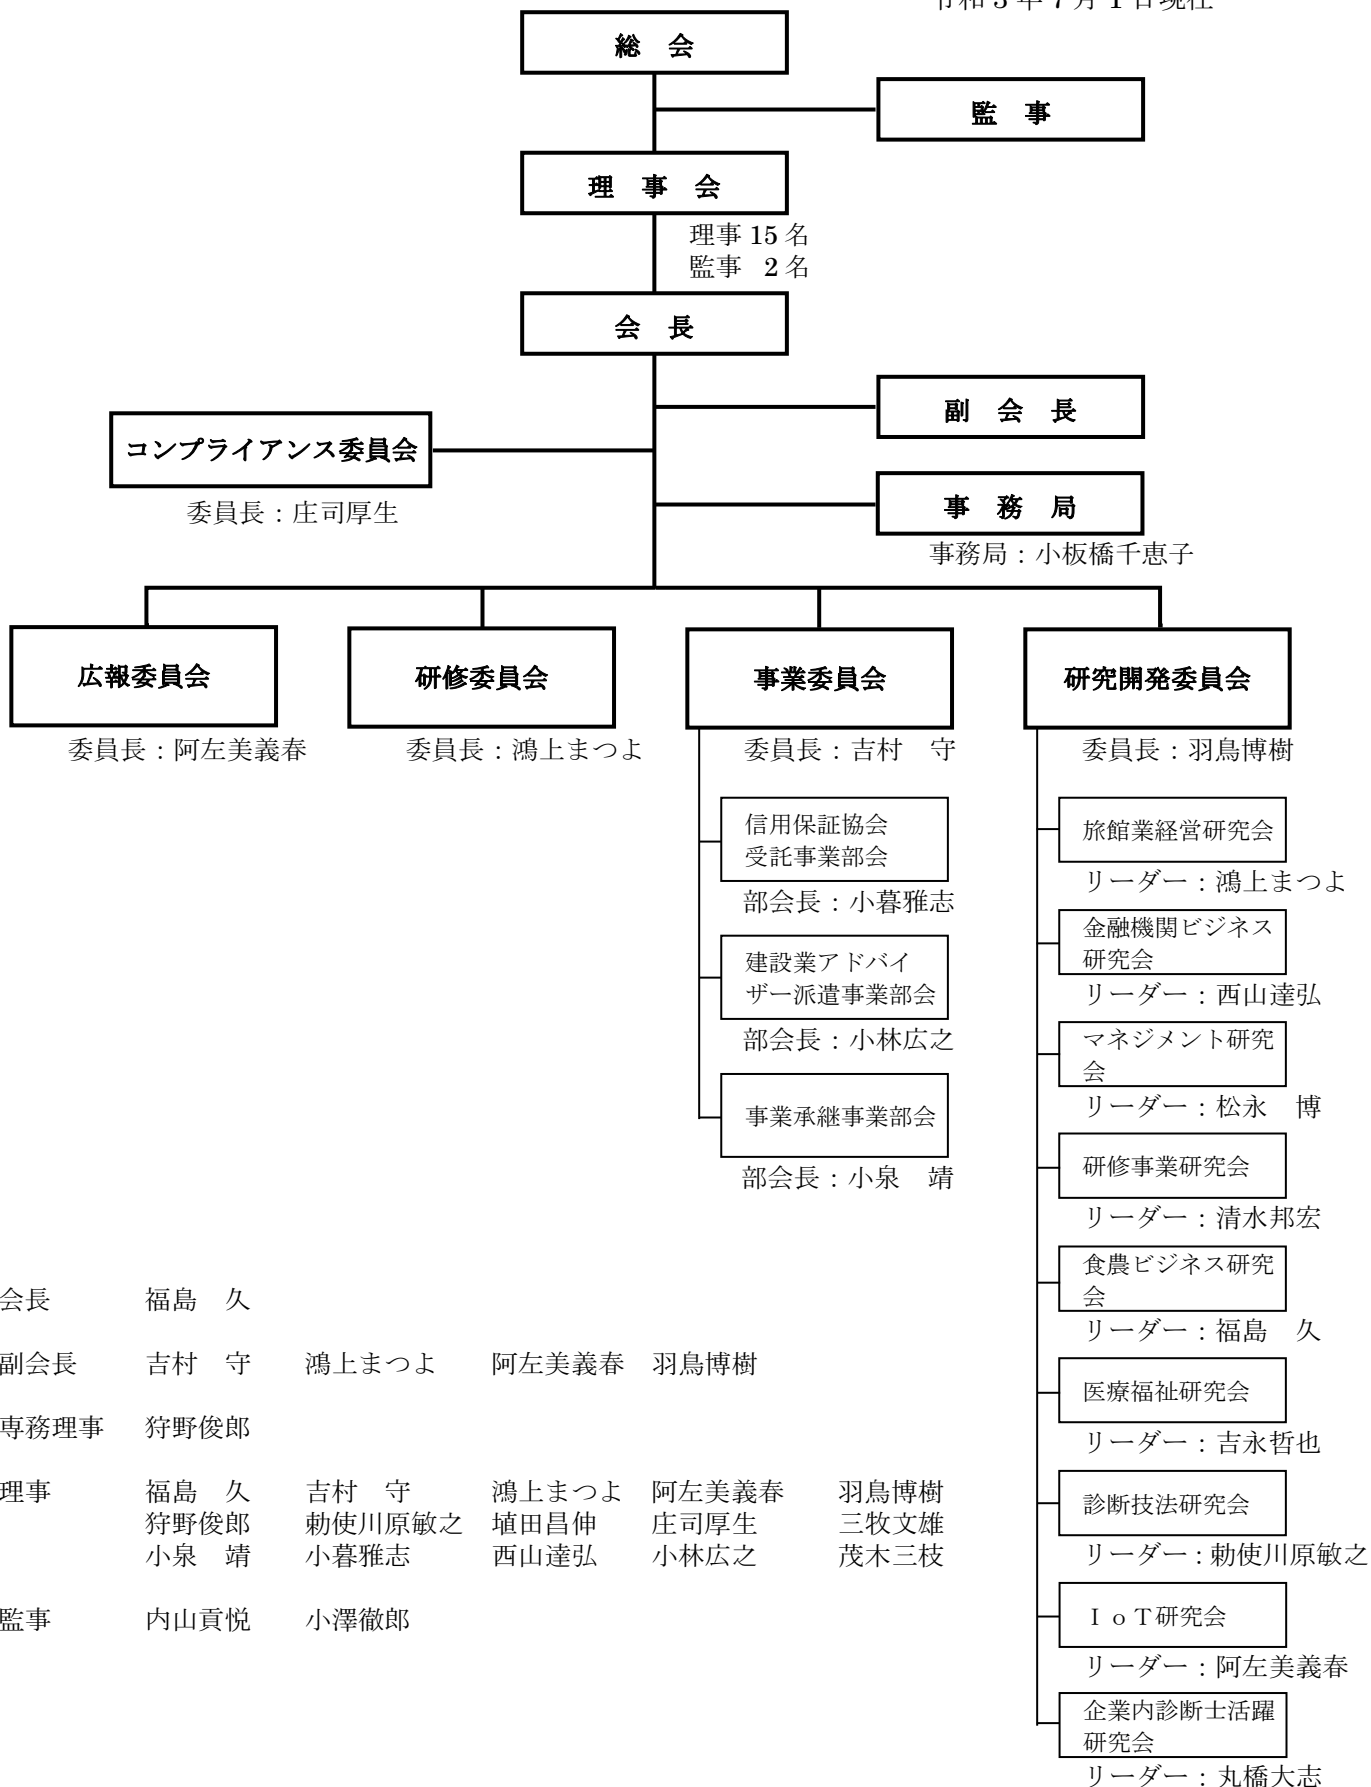 令和 3 年 7 月 1 日現在
総 会
監 事
理 事 会
理事 15 名
監事 2 名
会 長
副 会 長
コンプライアンス委員会
委員長：庄司厚生
事 務 局
事務局：小板橋千恵子
広報委員会
委員長：阿左美義春
研修委員会
委員長：鴻上まつよ
事業委員会
委員長：吉村 守
信用保証協会
受託事業部会
部会長：小暮雅志
建設業アドバイ
ザー派遣事業部会
部会長：小林広之
事業承継事業部会
部会長：小泉 靖
研究開発委員会
委員長：羽鳥博樹
旅館業経営研究会
リーダー：鴻上まつよ
金融機関ビジネス
研究会
リーダー：西山達弘
マネジメント研究
会
リーダー：松永 博
研修事業研究会
リーダー：清水邦宏
食農ビジネス研究
会
リーダー：福島 久
医療福祉研究会
リーダー：吉永哲也
診断技法研究会
リーダー：勅使川原敏之
ＩｏＴ研究会
リーダー：阿左美義春
企業内診断士活躍
研究会
リーダー：丸橋大志
会長 福島 久
副会長 吉村 守 鴻上まつよ 阿左美義春 羽鳥博樹
専務理事 狩野俊郎
理事 福島 久 吉村 守 鴻上まつよ 阿左美義春 羽鳥博樹
狩野俊郎 勅使川原敏之 埴田昌伸 庄司厚生 三牧文雄
小泉 靖 小暮雅志 西山達弘 小林広之 茂木三枝
監事 内山貢悦 小澤徹郎